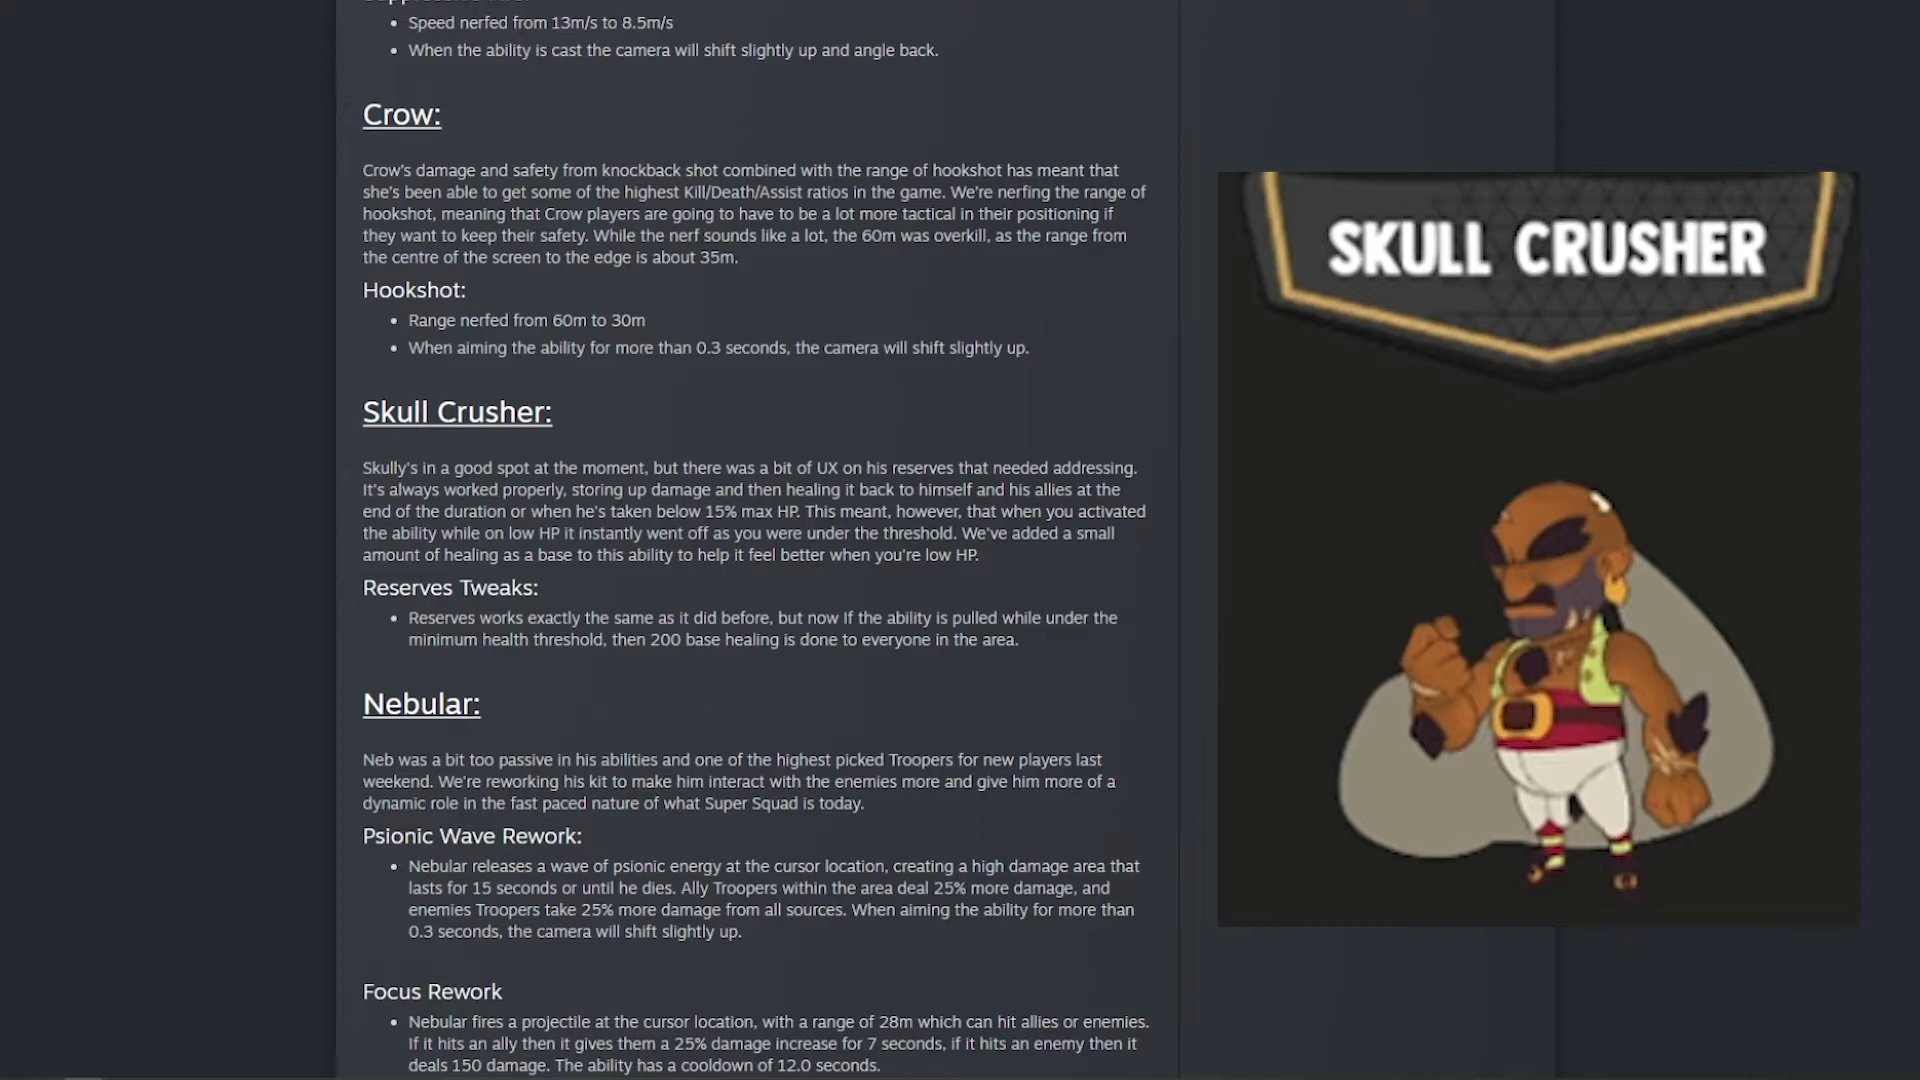 Speed nerfed from 13m/s to 8.5m/s
When the ability is cast the camera will shift slightly up and angle back.
Crow:
Crow's damage and safety from knockback shot combined with the range of hookshot has meant that
she's been able to get some of the highest Kill/Death/Assist ratios in the game. We're nerfing the range of
hookshot, meaning that Crow players are going to have to be a lot more tactical in their positioning if
they want to keep their safety. While the nerf sounds like a lot, the 60m was overkill, as the range from
the centre of the screen to the edge is about 35m.
Hookshot:
Range nerfed from 60m to 30m
When aiming the ability for more than 0.3 seconds, the camera will shift slightly up.
Skull Crusher:
Skully's in a good spot at the moment, but there was a bit of UX on his reserves that needed addressing.
It's always worked properly, storing up damage and then healing it back to himself and his allies at the
end of the duration or when he's taken below 15% max HP. This meant, however, that when you activated
the ability while on low HP it instantly went off as you were under the threshold. We've added a small
amount of healing as a base to this ability to help it feel better when you're low HP.
Reserves Tweaks:
Reserves works exactly the same as it did before, but now If the ability is pulled while under the
minimum health threshold, then 200 base healing is done to everyone in the area.
Nebular:
Neb was a bit too passive in his abilities and one of the highest picked Troopers for new players last
weekend. We're reworking his kit to make him interact with the enemies more and give him more of a
dynamic role in the fast paced nature of what Super Squad is today.
Psionic Wave Rework:
Nebular releases a wave of psionic energy at the cursor location, creating a high damage area that
lasts for 15 seconds or until he dies. Ally Troopers within the area deal 25% more damage, and
enemies Troopers take 25% more damage from all sources. When aiming the ability for more than
0.3 seconds, the camera will shift slightly up.
Focus Rework
Nebular fires a projectile at the cursor location, with a range of 28m which can hit allies or enemies.
If it hits an ally then it gives them a 25% damage increase for 7 seconds, if it hits an enemy then it
deals 150 damage. The ability has a cooldown of 12.0 seconds.
SKULL CRUSHER